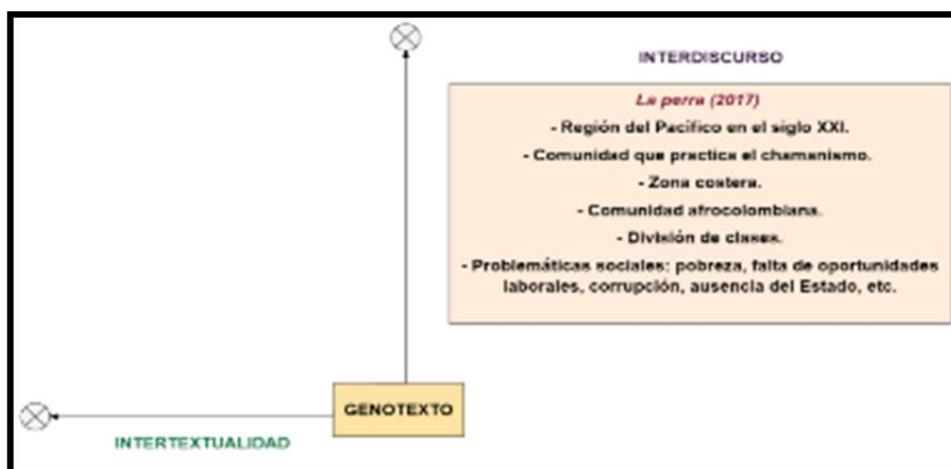 INTERDISCURSO
La perra (2017)
- Región del Pacífico en el siglo XXI.
- Comunidad que practica el chamanismo.
- Zona costera.
- Comunidad afrocolombiana.
- División de clases.
- Problemáticas sociales: pobreza, falta de oportunidades
laborales, corrupción, ausencia del Estado, etc.
GENOTEXTO
INTERTEXTUALIDAD